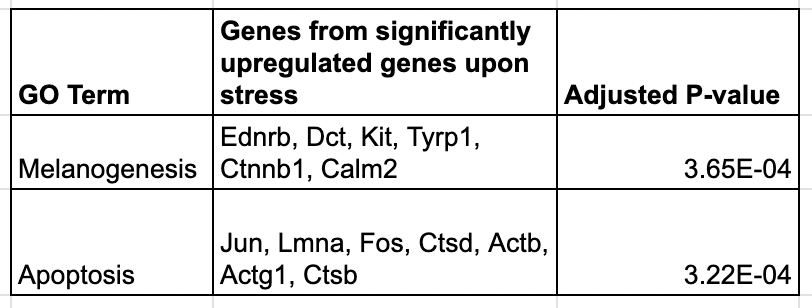 GO Term
Genes from significantly
upregulated genes upon
stress
Adjusted P-value
Melanogenesis
Ednrb, Dct, Kit, Tyrp1,
Ctnnb1, Calm2
3.65E-04
Apoptosis
Jun, Lmna, Fos, Ctsd, Actb,
Actg1, Ctsb
3.22E-04